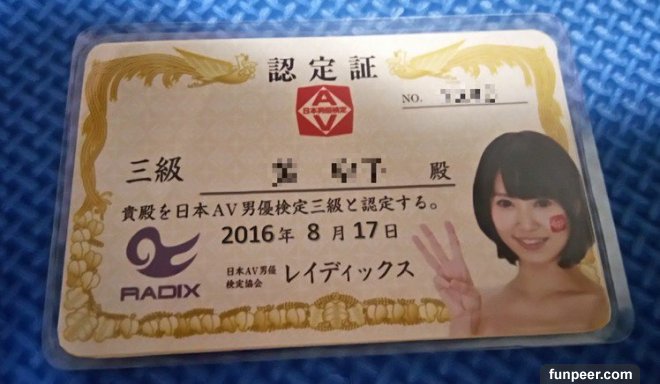 認定証
AV
日本男優検定
NO.
三級 殿
貴殿を日本AV男優検定三級と認定する。
2016年 8月17日
RADIX
日本AV男優
検定協会 レイディックス
funpeer.com